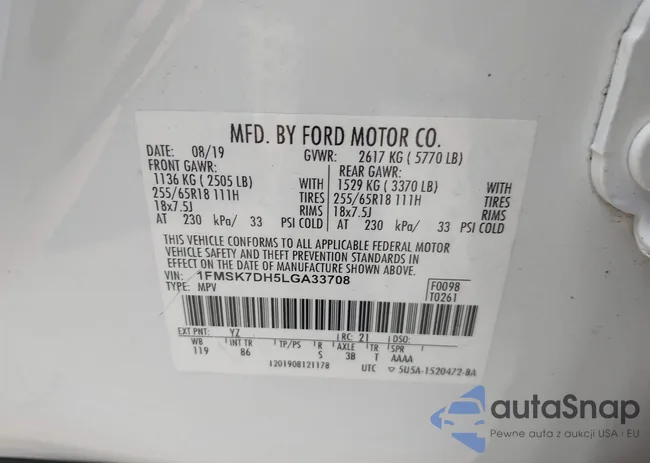 MFD. BY FORD MOTOR CO.
DATE: 08/19 GVWR: 2617 KG ( 5770 LB)
FRONT GAWR: REAR GAWR:
1136 KG ( 2505 LB) WITH 1529 KG ( 3370 LB) WITH
255/65R18 111H TIRES 255/65R18 111H TIRES
18x7.5J RIMS 18x7.5J RIMS
AT 230 kPa/ 33 PSI COLD AT 230 kPa/ 33 PSI COLD
THIS VEHICLE CONFORMS TO ALL APPLICABLE FEDERAL MOTOR
VEHICLE SAFETY AND THEFT PREVENTION STANDARDS IN
EFFECT ON THE DATE OF MANUFACTURE SHOWN ABOVE.
VIN: 1FMSK7DH5LGA33708 F0098
TYPE: MPV T0261
EXT PNT: YZ RC: 21 DSO:
WB INT TR TP/PS R AXLE TR SPR
119 86 S 3B T AAAA
1201908121178 UTC 5U5A-1520472-BA
autaSnap
Pewne auta z aukcji USA i EU